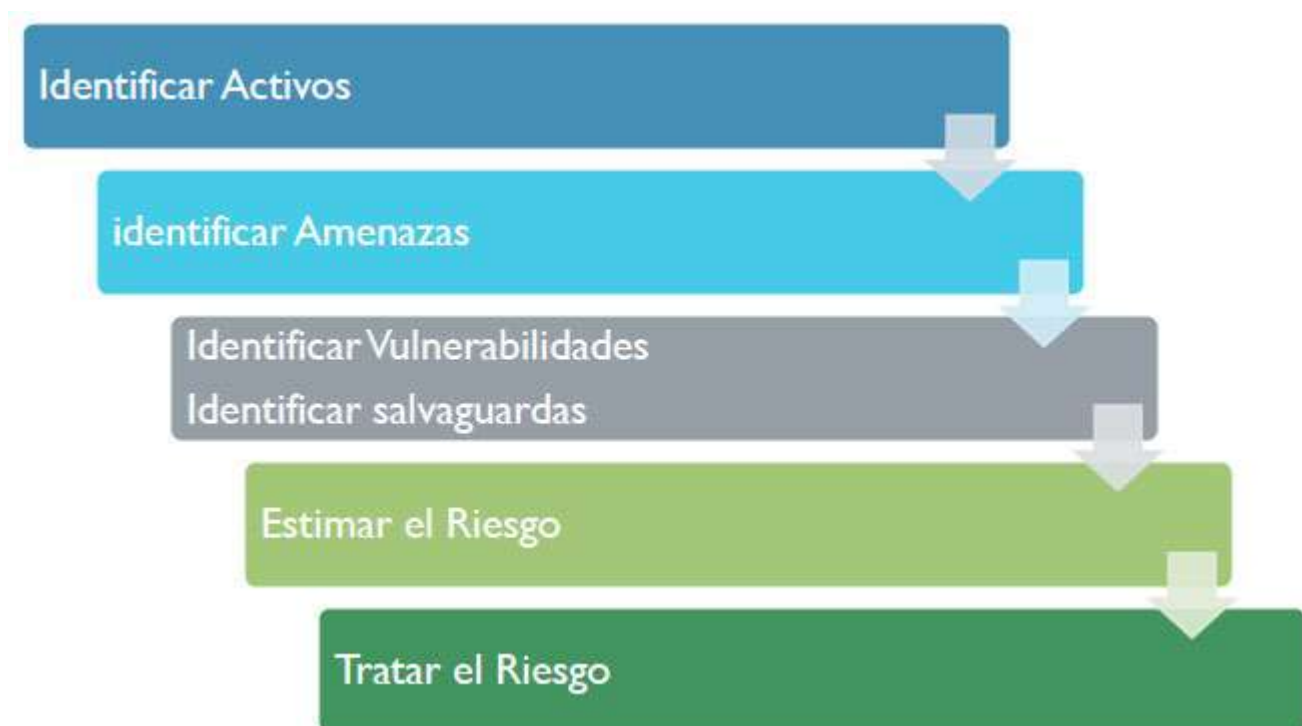 Identificar Activos
identificar Amenazas
Identificar Vulnerabilidades
Identificar salvaguardas
Estimar el Riesgo
Tratar el Riesgo